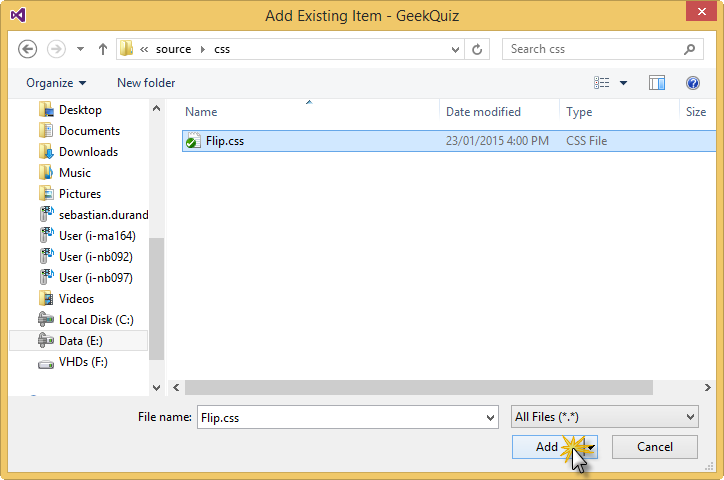 Add Existing Item - GeekQuiz
« source css
Search css
Organize
New folder
Name
Date modified
Type
Size
Desktop
Documents
Downloads
Music
Pictures
sebastian.durand
User (i-ma164)
User (i-nb092)
User (i-nb097)
Videos
Local Disk (C:)
Data (E:)
VHDs (F:)
Flip.css 23/01/2015 4:00 PM CSS File
File name: Flip.css All Files (*.*)
Add Cancel